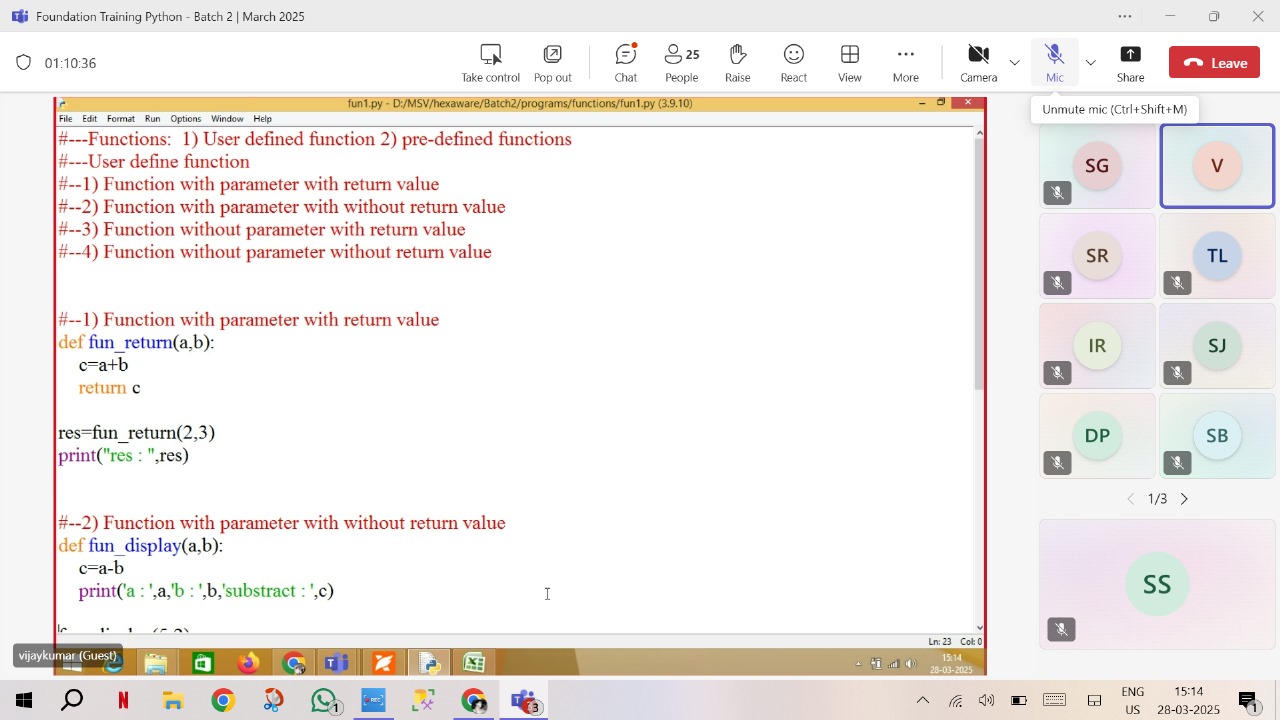 Foundation Training Python - Batch 2 | March 2025
01:10:36
Take control
Pop out
Chat
25
People
Raise
React
View
More
Camera
Mic
Share
Leave
Unmute mic (Ctrl+Shift+M)
fun1.py - D:/MSV/hexaware/Batch2/programs/functions/fun1.py (3.9.10)
File Edit Format Run Options Window Help
#---Functions:  1) User defined function 2) pre-defined functions
#---User define function
#--1) Function with parameter with return value
#--2) Function with parameter with without return value
#--3) Function without parameter with return value
#--4) Function without parameter without return value
#--1) Function with parameter with return value
def fun_return(a,b):
    c=a+b
    return c
res=fun_return(2,3)
print("res : ",res)
#--2) Function with parameter with without return value
def fun_display(a,b):
    c=a-b
    print('a : ',a,'b : ',b,'substract : ',c)
Ln: 23 Col: 0
vijaykumar (Guest)
15:14
28-03-2025
SG
V
SR
TL
IR
SJ
DP
SB
1/3
SS
N
1
REC
3
ENG
US
15:14
28-03-2025
1